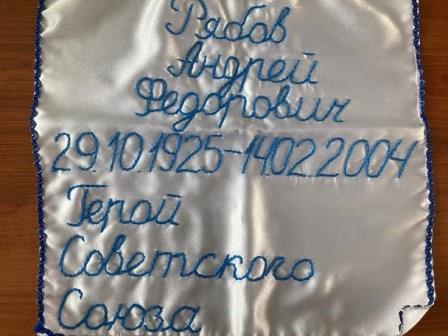 Рябов
Андрей
Федорович
29.10.1925-14.02.2004
Герой
Советского
Союза